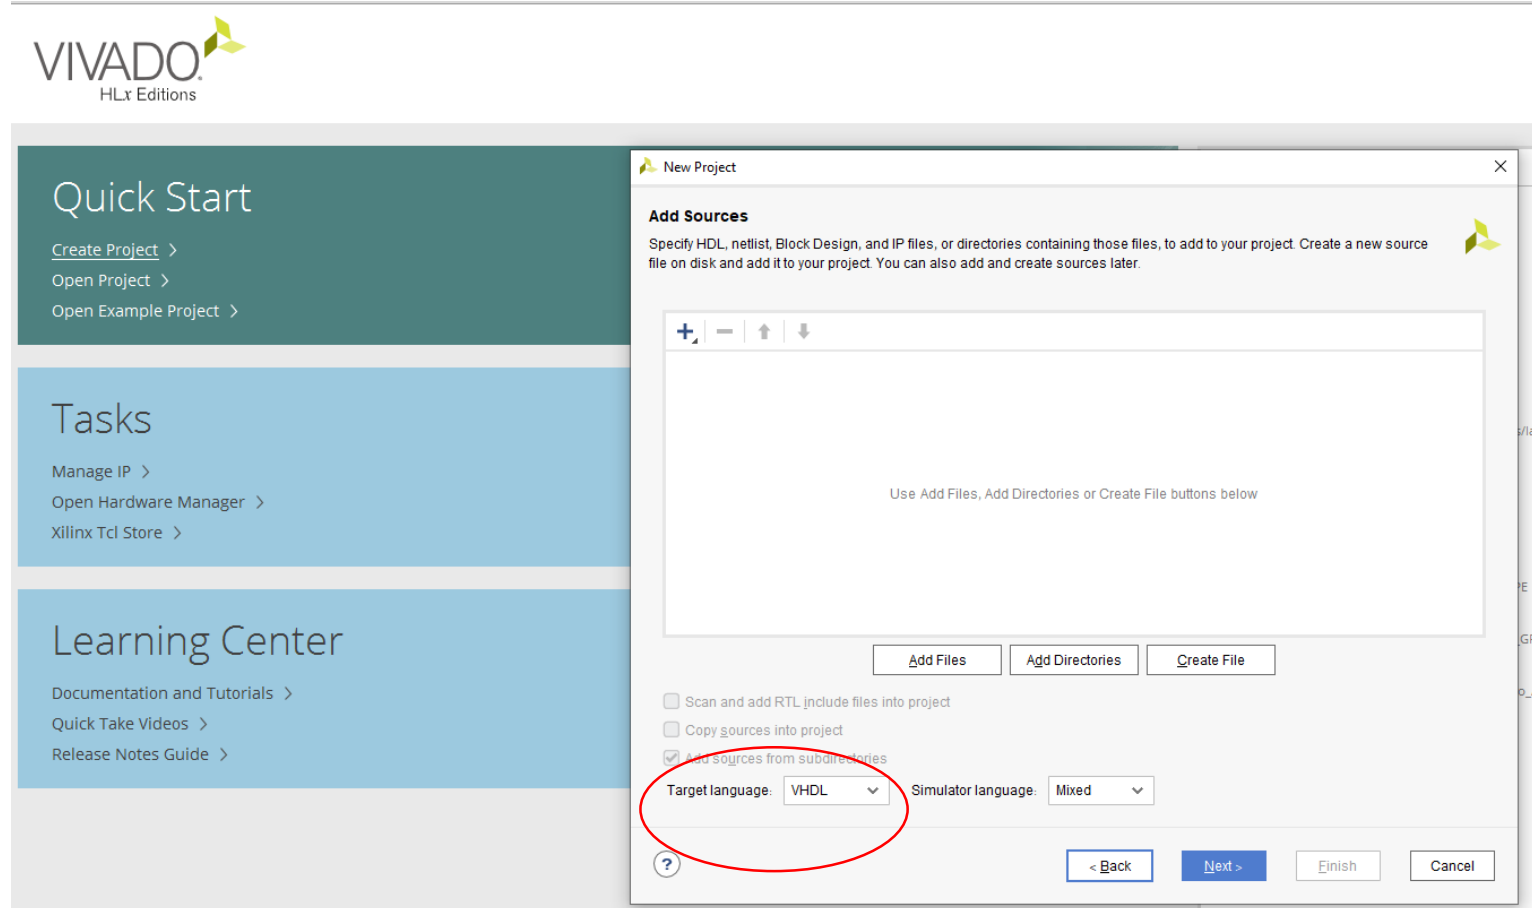 VIVADO
HLx Editions
Quick Start
Create Project
Open Project
Open Example Project
Tasks
Manage IP
Open Hardware Manager
Xilinx Tcl Store
Learning Center
Documentation and Tutorials
Quick Take Videos
Release Notes Guide
New Project
Add Sources
Specify HDL, netlist, Block Design, and IP files, or directories containing those files, to add to your project. Create a new source
file on disk and add it to your project. You can also add and create sources later.
Use Add Files, Add Directories or Create File buttons below
Add Files Add Directories Create File
Scan and add RTL include files into project
Copy sources into project
Add sources from subdirectories
Target language: VHDL Simulator language: Mixed
? < Back Next > Finish Cancel